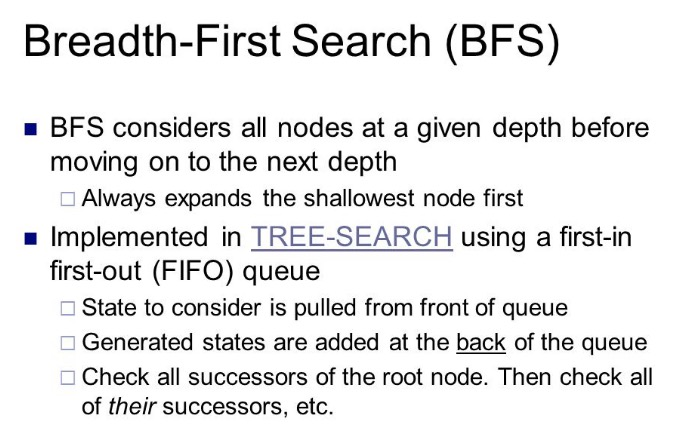 Breadth-First Search (BFS)
BFS considers all nodes at a given depth before
moving on to the next depth
Always expands the shallowest node first
Implemented in TREE-SEARCH using a first-in
first-out (FIFO) queue
State to consider is pulled from front of queue
Generated states are added at the back of the queue
Check all successors of the root node. Then check all
of their successors, etc.